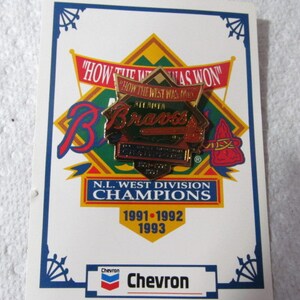 "HOW THE WEST WAS WON"
"HOW THE WEST WAS WON"
ATLANTA
Braves
N.L. WEST DIVISION
CHAMPIONS
1991 • 1992
1993
Chevron
Chevron